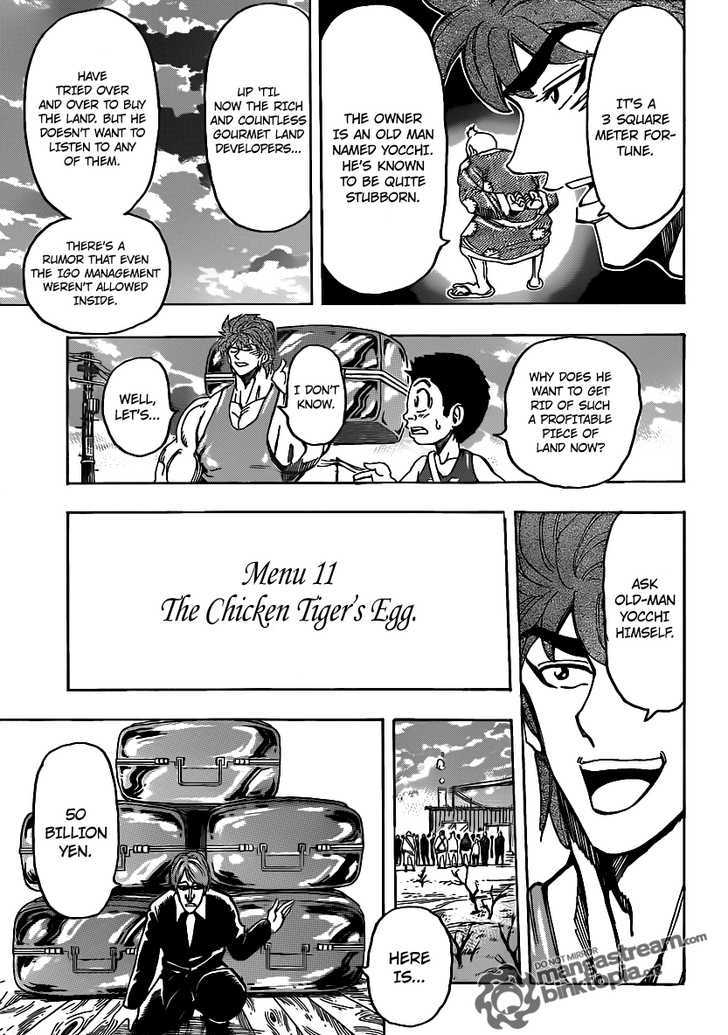 IT'S A
3 SQUARE
METER FOR-
TUNE.
THE OWNER
IS AN OLD MAN
NAMED YOCCHI.
HE'S KNOWN
TO BE QUITE
STUBBORN.
UP 'TIL
NOW THE RICH
AND COUNTLESS
GOURMET LAND
DEVELOPERS...
HAVE
TRIED OVER
AND OVER TO BUY
THE LAND. BUT HE
DOESN'T WANT TO
LISTEN TO ANY
OF THEM.
THERE'S A
RUMOR THAT EVEN
THE IGO MANAGEMENT
WEREN'T ALLOWED
INSIDE.
WHY DOES HE
WANT TO GET
RID OF SUCH
A PROFITABLE
PIECE OF
LAND NOW?
I DON'T
KNOW.
WELL,
LET'S...
ASK
OLD-MAN
YOCCHI
HIMSELF.
Menu 11
The Chicken Tiger's Egg.
HERE
IS...
50
BILLION
YEN.
DO NOT MIRROR
mangastream.com
binktopia.at